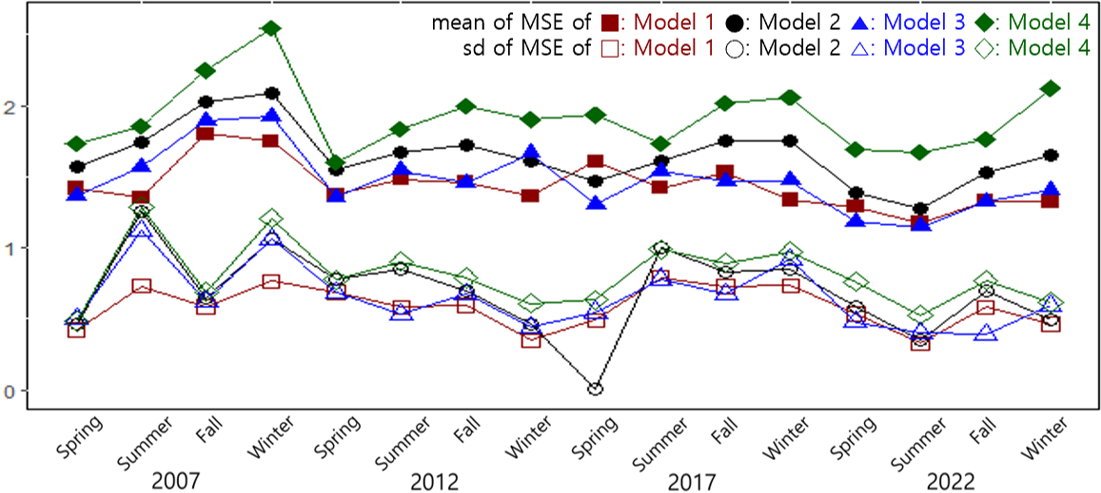 mean of MSE of : Model 1 : Model 2 : Model 3 : Model 4
sd of MSE of : Model 1 : Model 2 : Model 3 : Model 4
2
1
0
Spring Summer Fall Winter Spring Summer Fall Winter Spring Summer Fall Winter Spring Summer Fall Winter
2007 2012 2017 2022